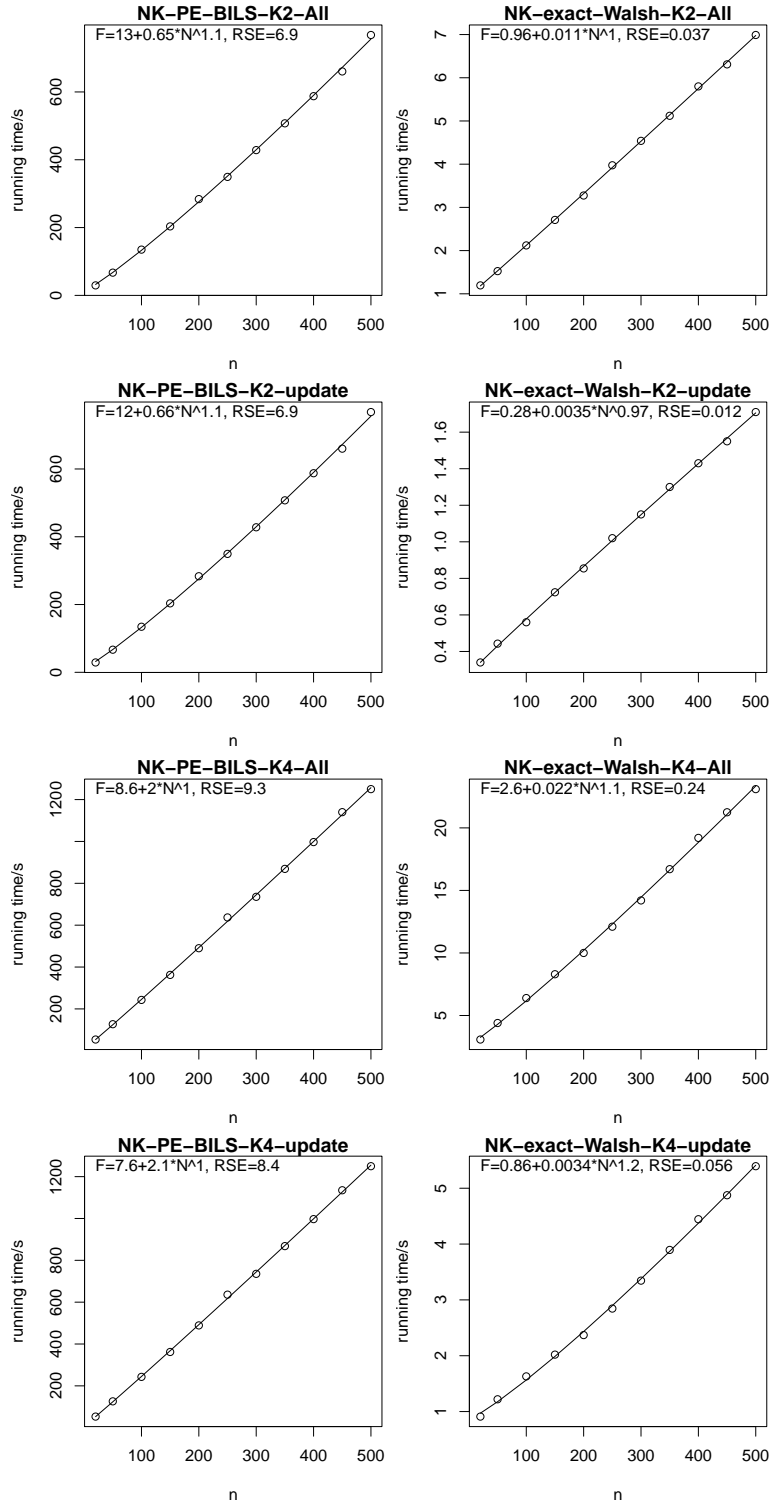 NK−PE−BILS−K2−All
F=13+0.65*N^1.1, RSE=6.9
running time/s
0
200
400
600
100 200 300 400 500
n
NK−exact−Walsh−K2−All
F=0.96+0.011*N^1, RSE=0.037
running time/s
1
2
3
4
5
6
7
100 200 300 400 500
n
NK−PE−BILS−K2−update
F=12+0.66*N^1.1, RSE=6.9
running time/s
0
200
400
600
100 200 300 400 500
n
NK−exact−Walsh−K2−update
F=0.28+0.0035*N^0.97, RSE=0.012
running time/s
0.4
0.6
0.8
1.0
1.2
1.4
1.6
100 200 300 400 500
n
NK−PE−BILS−K4−All
F=8.6+2*N^1, RSE=9.3
running time/s
200
400
600
800
1200
100 200 300 400 500
n
NK−exact−Walsh−K4−All
F=2.6+0.022*N^1.1, RSE=0.24
running time/s
5
10
15
20
100 200 300 400 500
n
NK−PE−BILS−K4−update
F=7.6+2.1*N^1, RSE=8.4
running time/s
200
400
600
800
1200
100 200 300 400 500
n
NK−exact−Walsh−K4−update
F=0.86+0.0034*N^1.2, RSE=0.056
running time/s
1
2
3
4
5
100 200 300 400 500
n